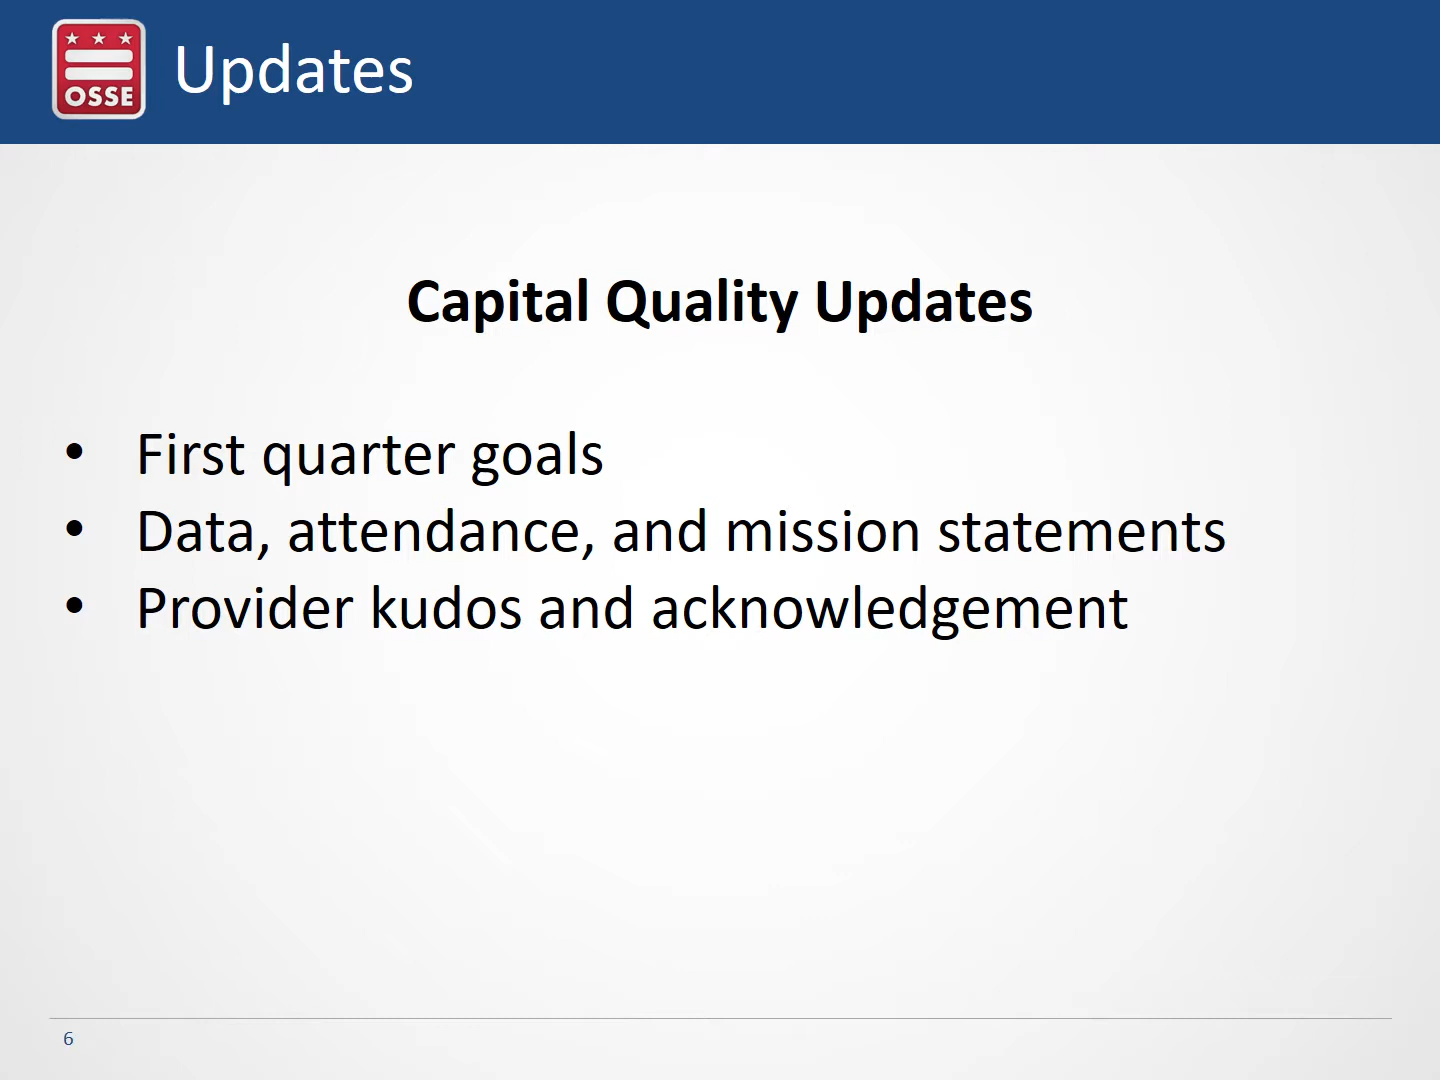 OSSE
Updates
Capital Quality Updates
• First quarter goals
• Data, attendance, and mission statements
• Provider kudos and acknowledgement
6